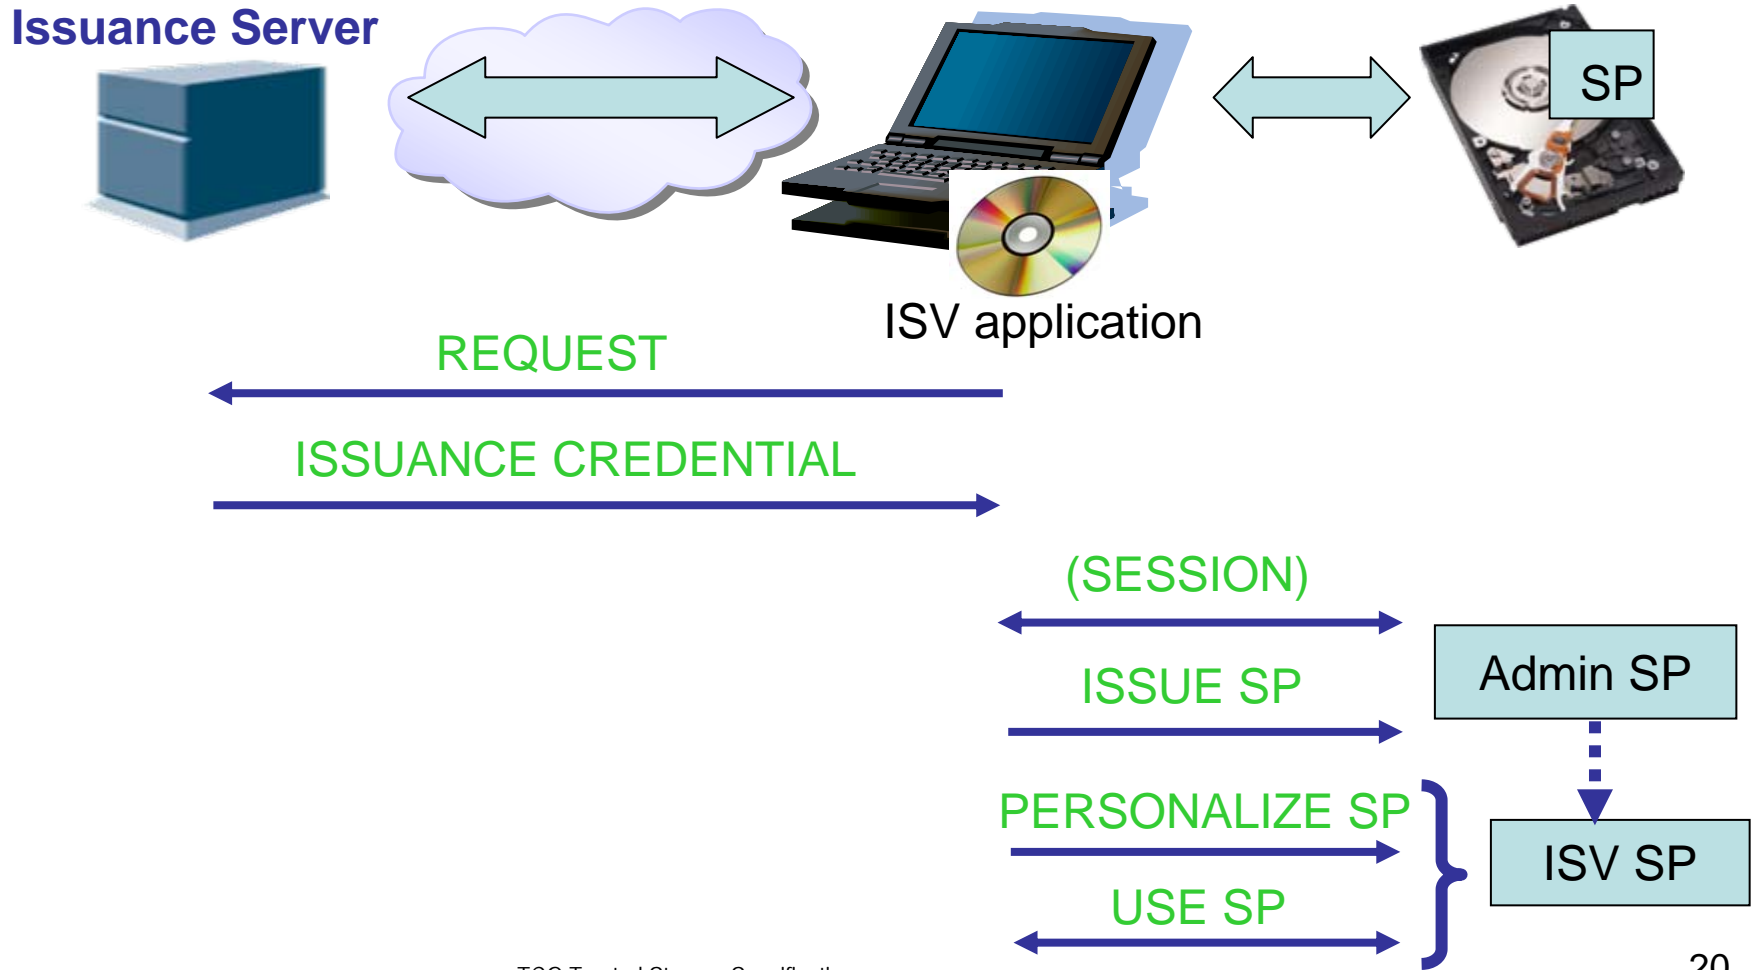 Issuance Server
SP
ISV application
REQUEST
ISSUANCE CREDENTIAL
(SESSION)
Admin SP
ISSUE SP
PERSONALIZE SP
ISV SP
USE SP
20